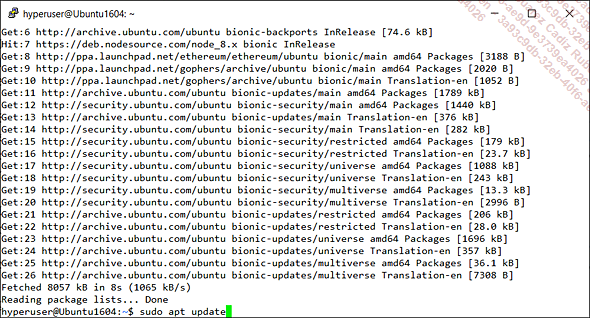 hyperuser@Ubuntu1604: ~
Get:6 http://archive.ubuntu.com/ubuntu bionic-backports InRelease [74.6 kB]
Hit:7 https://deb.nodesource.com/node_8.x bionic InRelease
Get:8 http://ppa.launchpad.net/ethereum/ethereum/ubuntu bionic/main amd64 Packages [3188 B]
Get:9 http://ppa.launchpad.net/gophers/archive/ubuntu bionic/main amd64 Packages [2020 B]
Get:10 http://ppa.launchpad.net/gophers/archive/ubuntu bionic/main Translation-en [1052 B]
Get:11 http://archive.ubuntu.com/ubuntu bionic-updates/main amd64 Packages [1789 kB]
Get:12 http://security.ubuntu.com/ubuntu bionic-security/main amd64 Packages [1440 kB]
Get:13 http://archive.ubuntu.com/ubuntu bionic-updates/main Translation-en [376 kB]
Get:14 http://security.ubuntu.com/ubuntu bionic-security/main Translation-en [282 kB]
Get:15 http://security.ubuntu.com/ubuntu bionic-security/restricted amd64 Packages [179 kB]
Get:16 http://security.ubuntu.com/ubuntu bionic-security/restricted Translation-en [23.7 kB]
Get:17 http://security.ubuntu.com/ubuntu bionic-security/universe amd64 Packages [1088 kB]
Get:18 http://security.ubuntu.com/ubuntu bionic-security/universe Translation-en [243 kB]
Get:19 http://security.ubuntu.com/ubuntu bionic-security/multiverse amd64 Packages [13.3 kB]
Get:20 http://security.ubuntu.com/ubuntu bionic-security/multiverse Translation-en [2996 B]
Get:21 http://archive.ubuntu.com/ubuntu bionic-updates/restricted amd64 Packages [206 kB]
Get:22 http://archive.ubuntu.com/ubuntu bionic-updates/restricted Translation-en [28.0 kB]
Get:23 http://archive.ubuntu.com/ubuntu bionic-updates/universe amd64 Packages [1696 kB]
Get:24 http://archive.ubuntu.com/ubuntu bionic-updates/universe Translation-en [357 kB]
Get:25 http://archive.ubuntu.com/ubuntu bionic-updates/multiverse amd64 Packages [36.1 kB]
Get:26 http://archive.ubuntu.com/ubuntu bionic-updates/multiverse Translation-en [7308 B]
Fetched 8057 kB in 8s (1065 kB/s)
Reading package lists... Done
hyperuser@Ubuntu1604:~$ sudo apt update